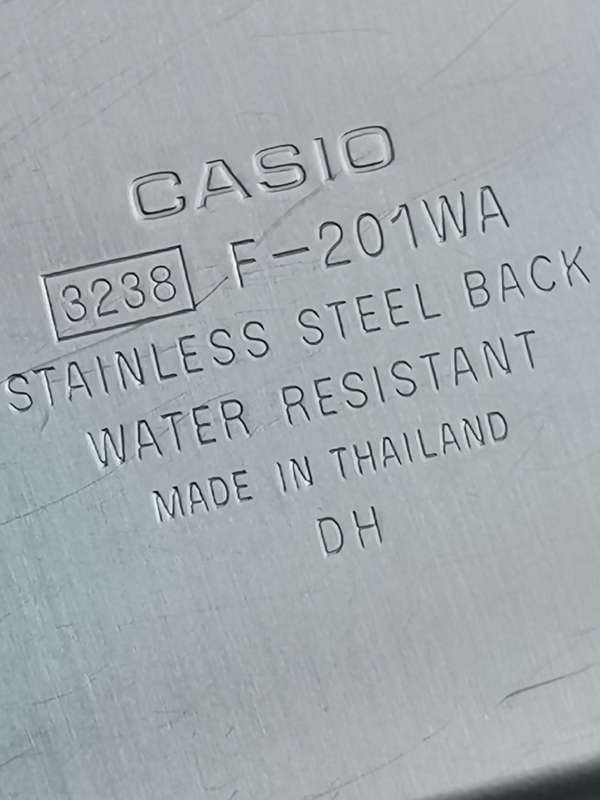 CASIO
3238 F-201WA
STAINLESS STEEL BACK
WATER RESISTANT
MADE IN THAILAND
DH